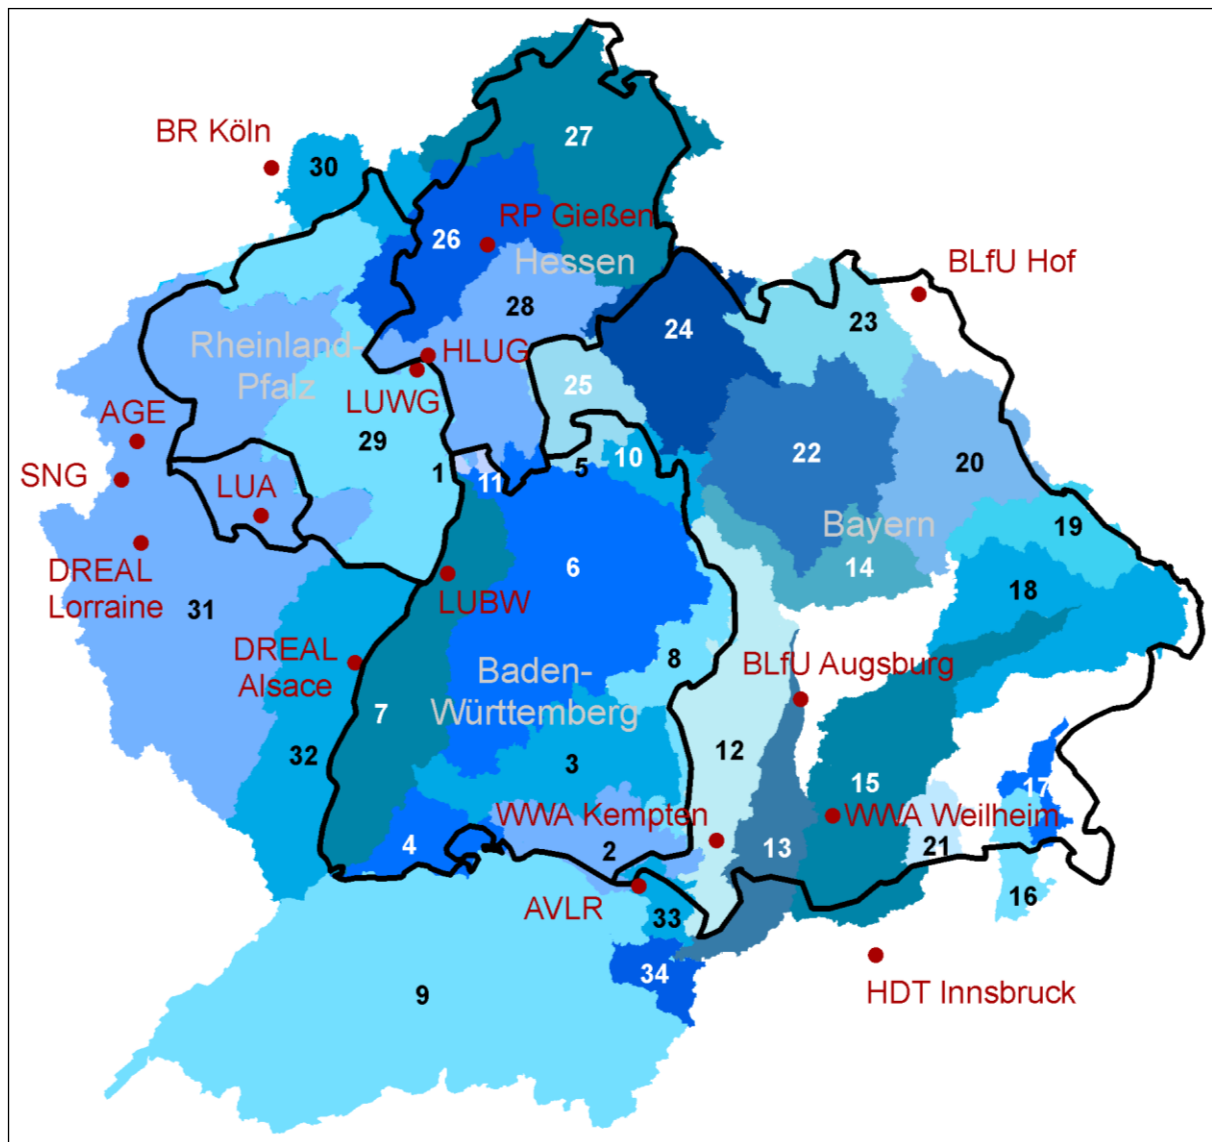 BR Köln
30
27
26
RP Gießen
Hessen
BLfU Hof
28
24
23
Rheinland-
Pfalz
HLUG
LUWG
25
AGE
29
SNG
1
11
5
10
22
20
LUA
Bayern
19
DREAL
Lorraine
31
LUBW
6
14
18
DREAL
Alsace
8
BLfU Augsburg
7
Baden-
Württemberg
32
3
12
15
17
WWA Kempten
WWA Weilheim
4
2
13
21
AVLR
33
16
34
9
HDT Innsbruck